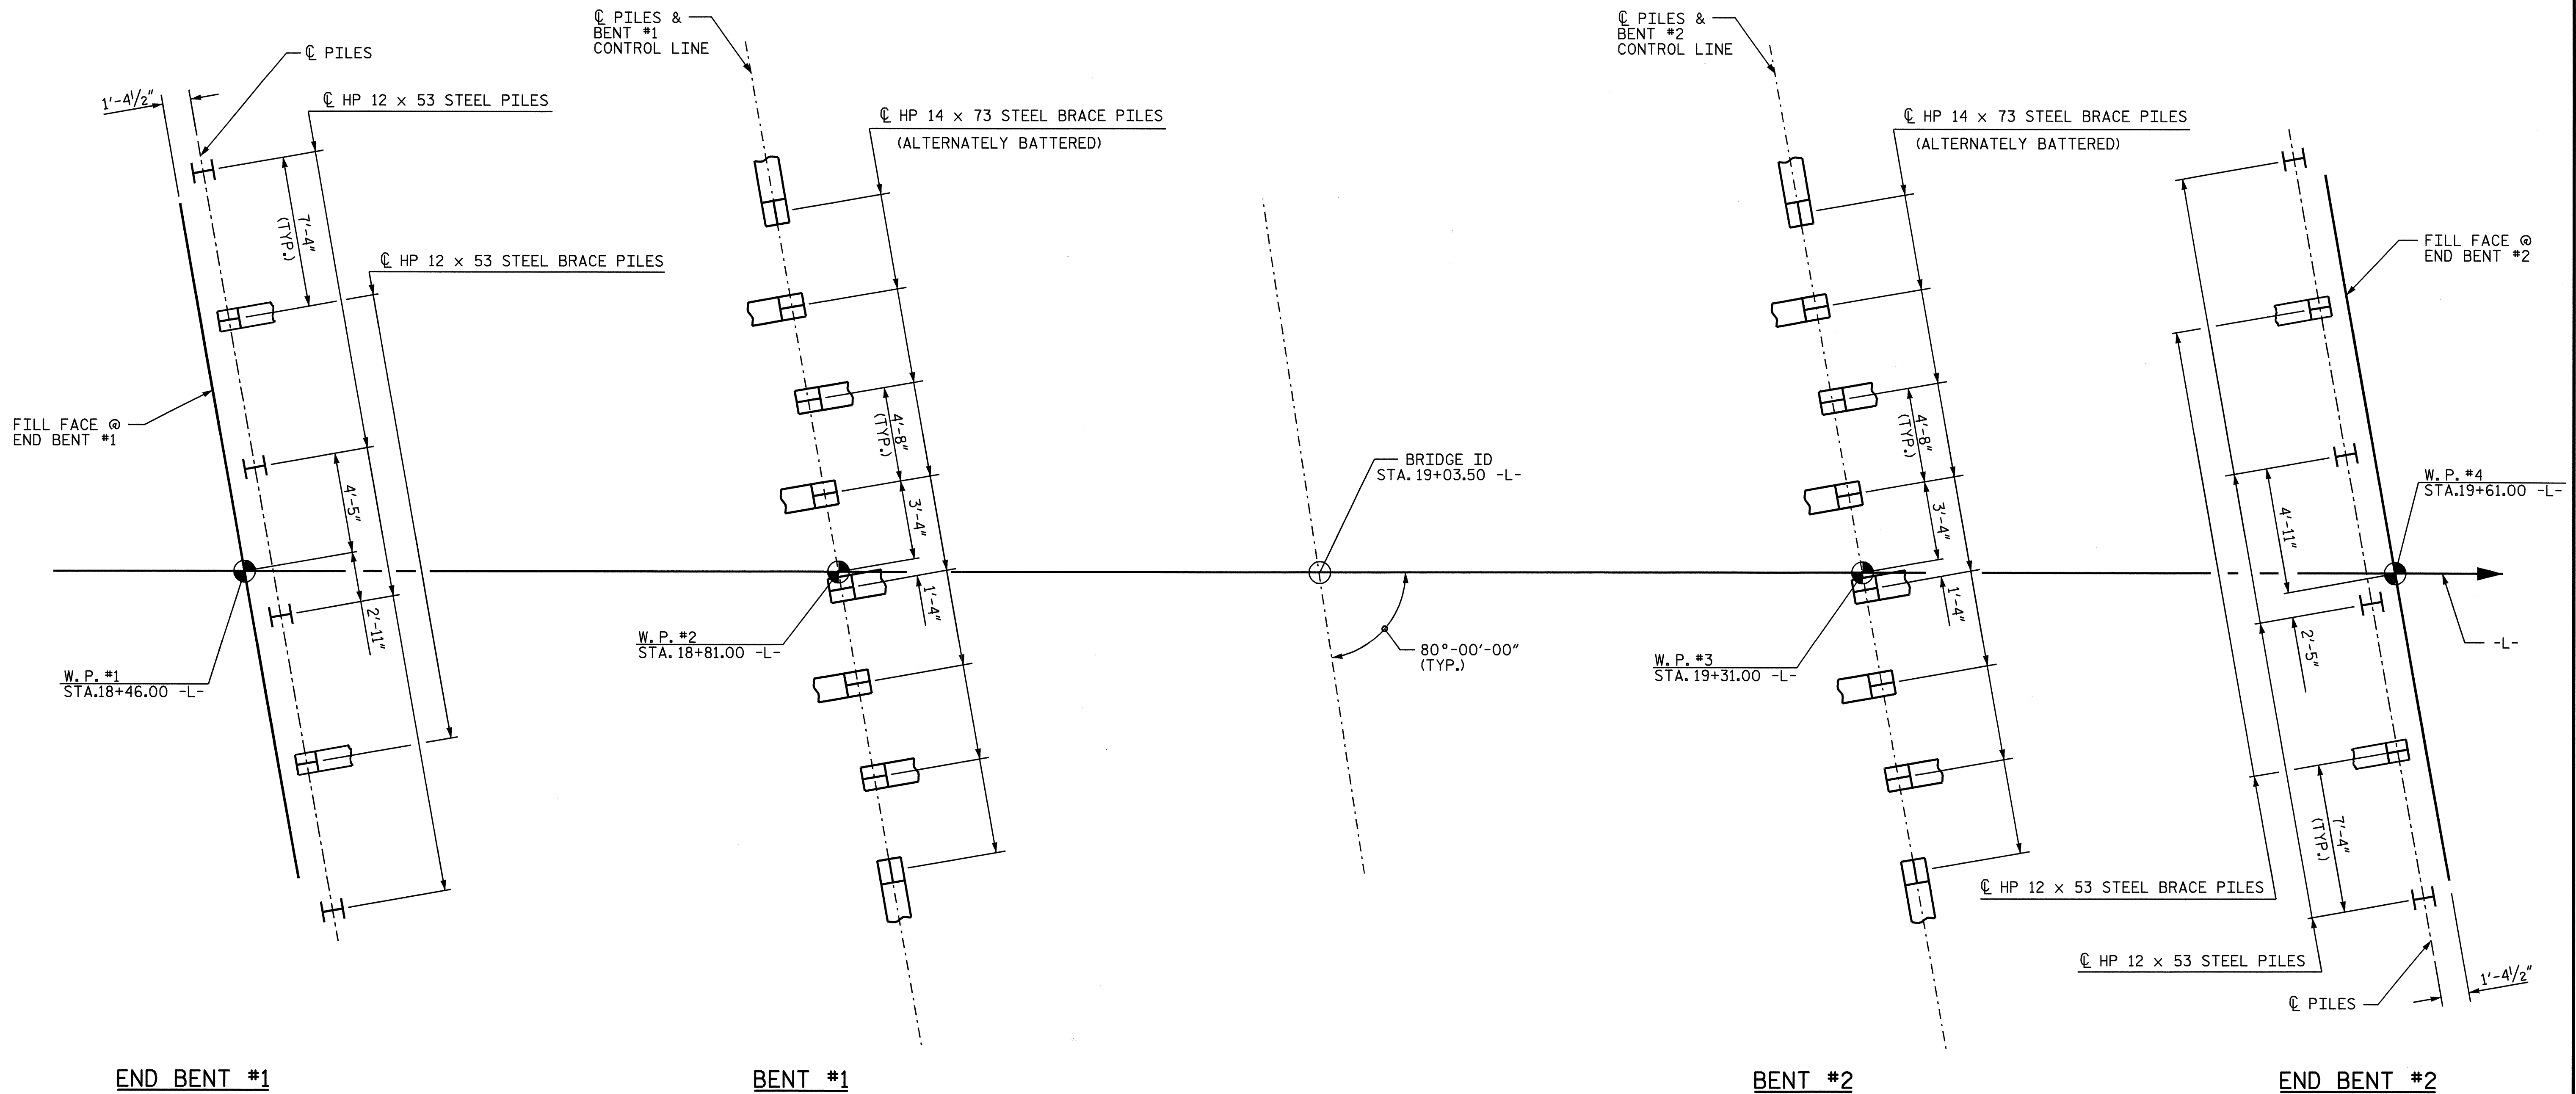 ℄ PILES
1'-4½"
℄ HP 12 x 53 STEEL PILES
7'-4"
(TYP.)
℄ HP 12 x 53 STEEL BRACE PILES
FILL FACE @
END BENT #1
4'-5"
2'-11"
W.P. #1
STA.18+46.00 -L-
END BENT #1
℄ PILES &
BENT #1
CONTROL LINE
℄ HP 14 x 73 STEEL BRACE PILES
(ALTERNATELY BATTERED)
4'-8"
(TYP.)
3'-4"
1'-4"
W.P. #2
STA.18+81.00 -L-
BENT #1
BRIDGE ID
STA.19+03.50 -L-
80°-00'-00"
(TYP.)
℄ PILES &
BENT #2
CONTROL LINE
℄ HP 14 x 73 STEEL BRACE PILES
(ALTERNATELY BATTERED)
4'-8"
(TYP.)
3'-4"
1'-4"
W.P. #3
STA.19+31.00 -L-
BENT #2
FILL FACE @
END BENT #2
W.P. #4
STA.19+61.00 -L-
4'-11"
2'-5"
-L-
7'-4"
(TYP.)
℄ HP 12 x 53 STEEL BRACE PILES
℄ HP 12 x 53 STEEL PILES
1'-4½"
℄ PILES
END BENT #2